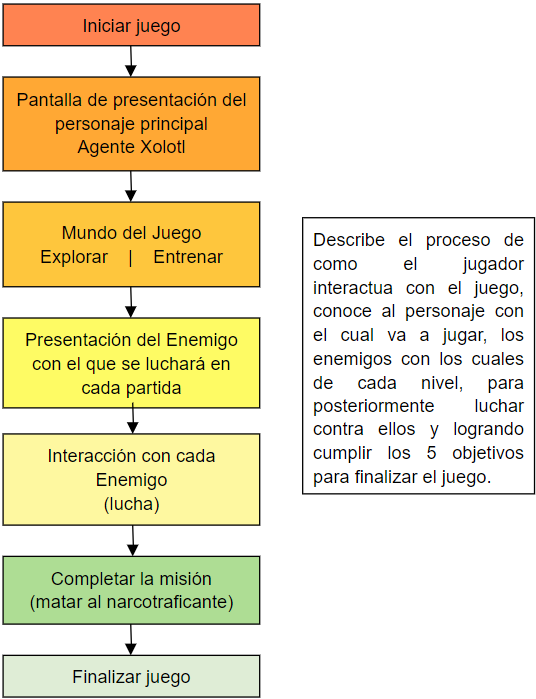 Iniciar juego
Pantalla de presentación del
personaje principal
Agente Xolotl
Mundo del Juego
Explorar | Entrenar
Presentación del Enemigo
con el que se luchará en
cada partida
Interacción con cada
Enemigo
(lucha)
Completar la misión
(matar al narcotraficante)
Finalizar juego
Describe el proceso de
como el jugador
interactua con el juego,
conoce al personaje con
el cual va a jugar, los
enemigos con los cuales
de cada nivel, para
posteriormente luchar
contra ellos y logrando
cumplir los 5 objetivos
para finalizar el juego.